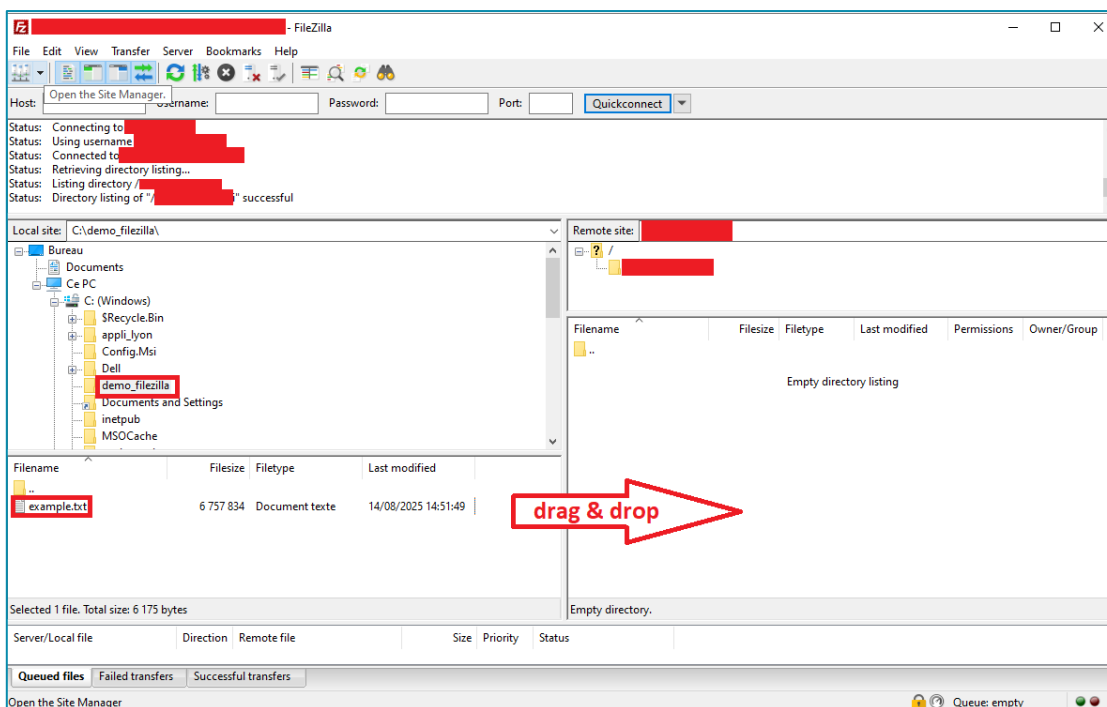 - FileZilla
File Edit View Transfer Server Bookmarks Help
Open the Site Manager.
Host: Username: Password: Port: Quickconnect
Status: Connecting to
Status: Using username
Status: Connected to
Status: Retrieving directory listing...
Status: Listing directory /
Status: Directory listing of "/ " successful
Local site: C:\demo_filezilla\
Remote site:
Bureau
Documents
Ce PC
C: (Windows)
$Recycle.Bin
appli_lyon
Config.Msi
Dell
demo_filezilla
Documents and Settings
inetpub
MSOCache
/
Filename Filesize Filetype Last modified
..
example.txt 6 757 834 Document texte 14/08/2025 14:51:49
Selected 1 file. Total size: 6 175 bytes
Filename Filesize Filetype Last modified Permissions Owner/Group
..
Empty directory listing
drag & drop
Empty directory.
Server/Local file Direction Remote file Size Priority Status
Queued files Failed transfers Successful transfers
Open the Site Manager Queue: empty